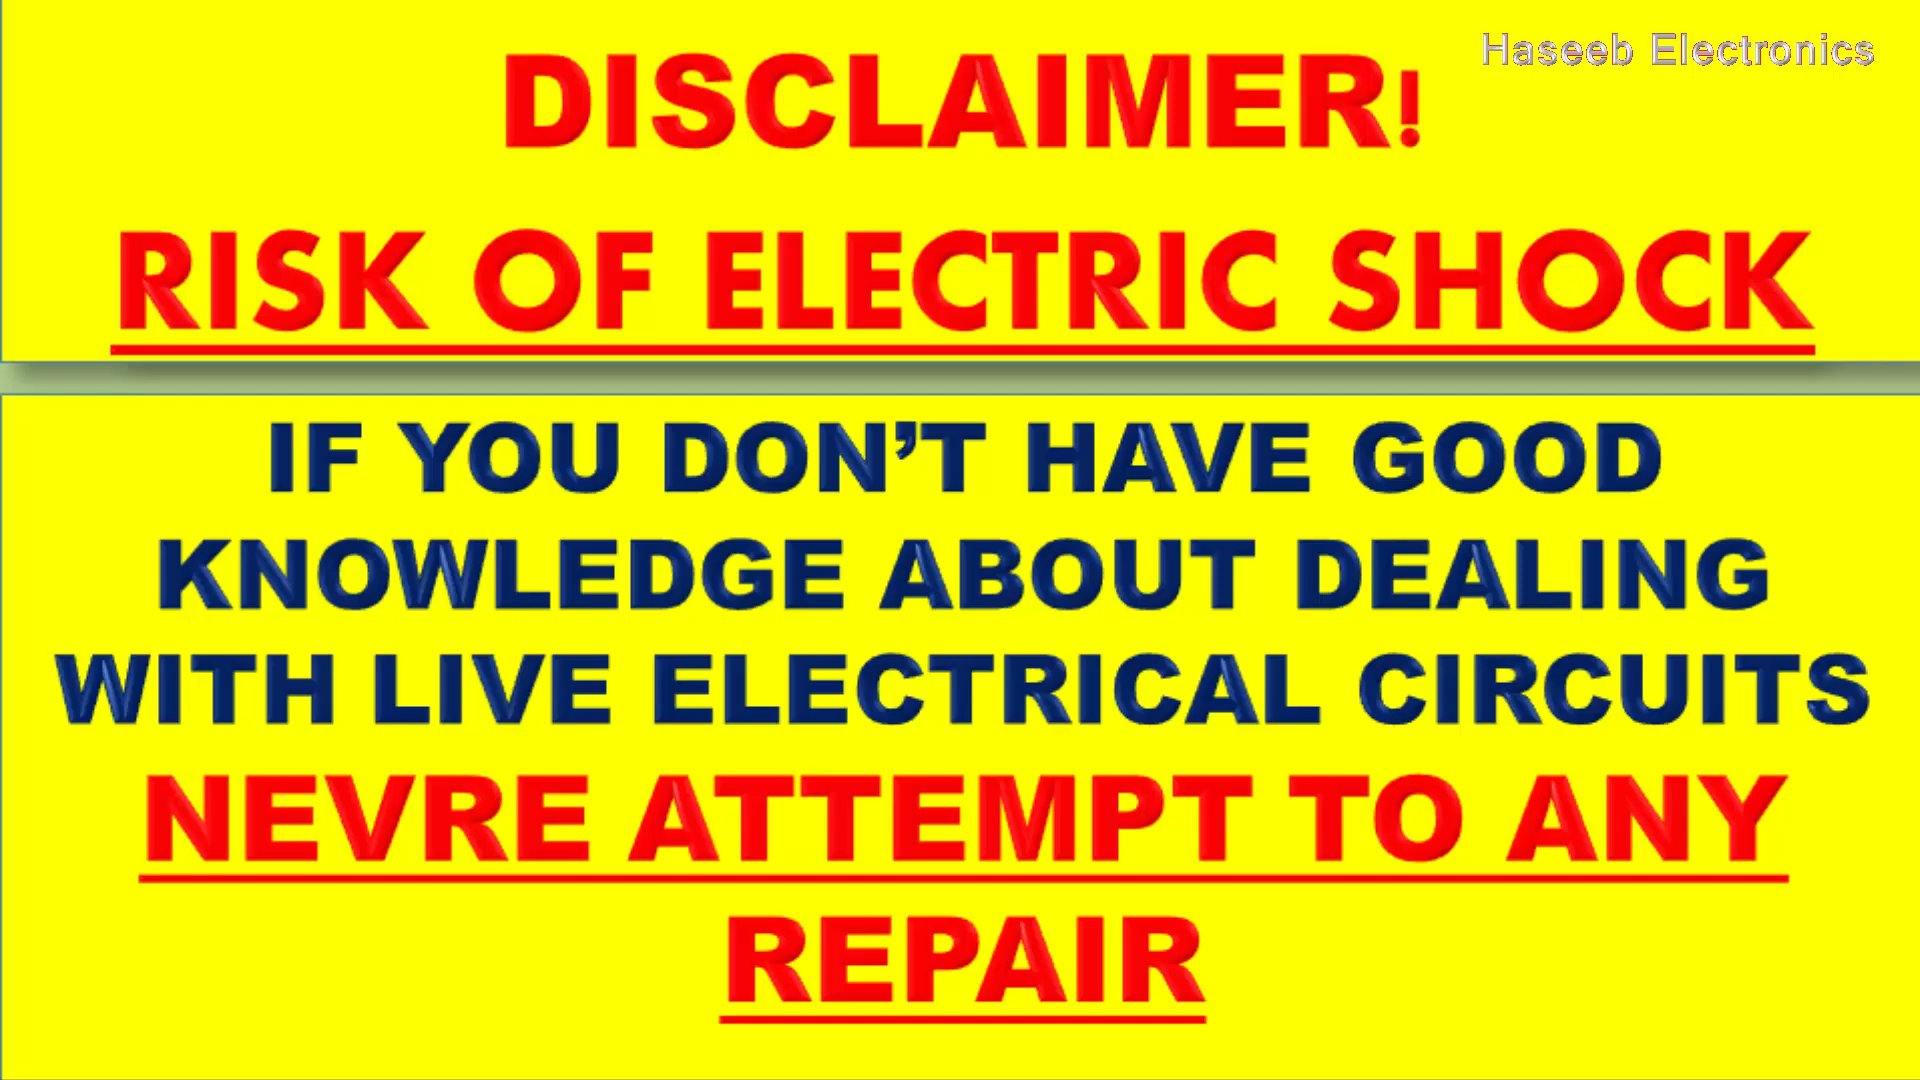 Haseeb Electronics
DISCLAIMER!
RISK OF ELECTRIC SHOCK
IF YOU DON’T HAVE GOOD
KNOWLEDGE ABOUT DEALING
WITH LIVE ELECTRICAL CIRCUITS
NEVRE ATTEMPT TO ANY
REPAIR